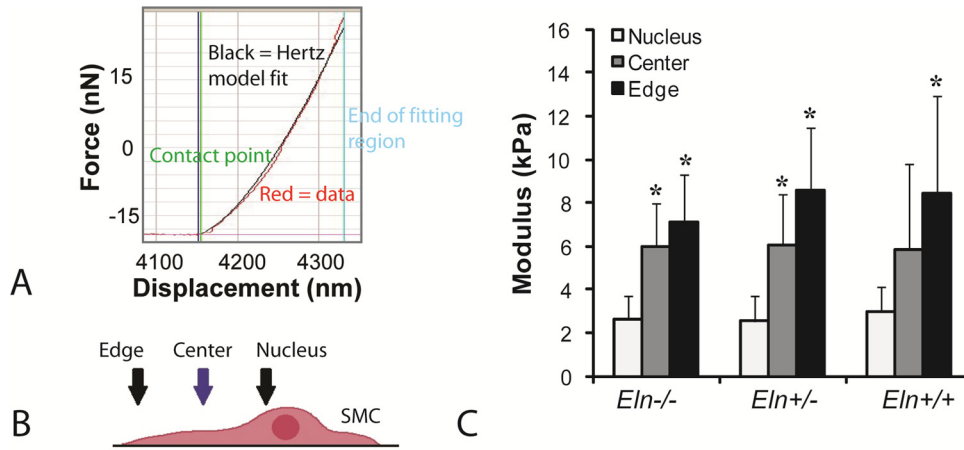 Force (nN)
15
0
-15
Black = Hertz
model fit
End of fitting
region
Contact point
Red = data
4100 4200 4300
Displacement (nm)
A
Edge Center Nucleus
SMC
B
Modulus (kPa)
16
14
12
10
8
6
4
2
0
Nucleus
Center
Edge
* * * * *
Eln-/- Eln+/- Eln+/+
C